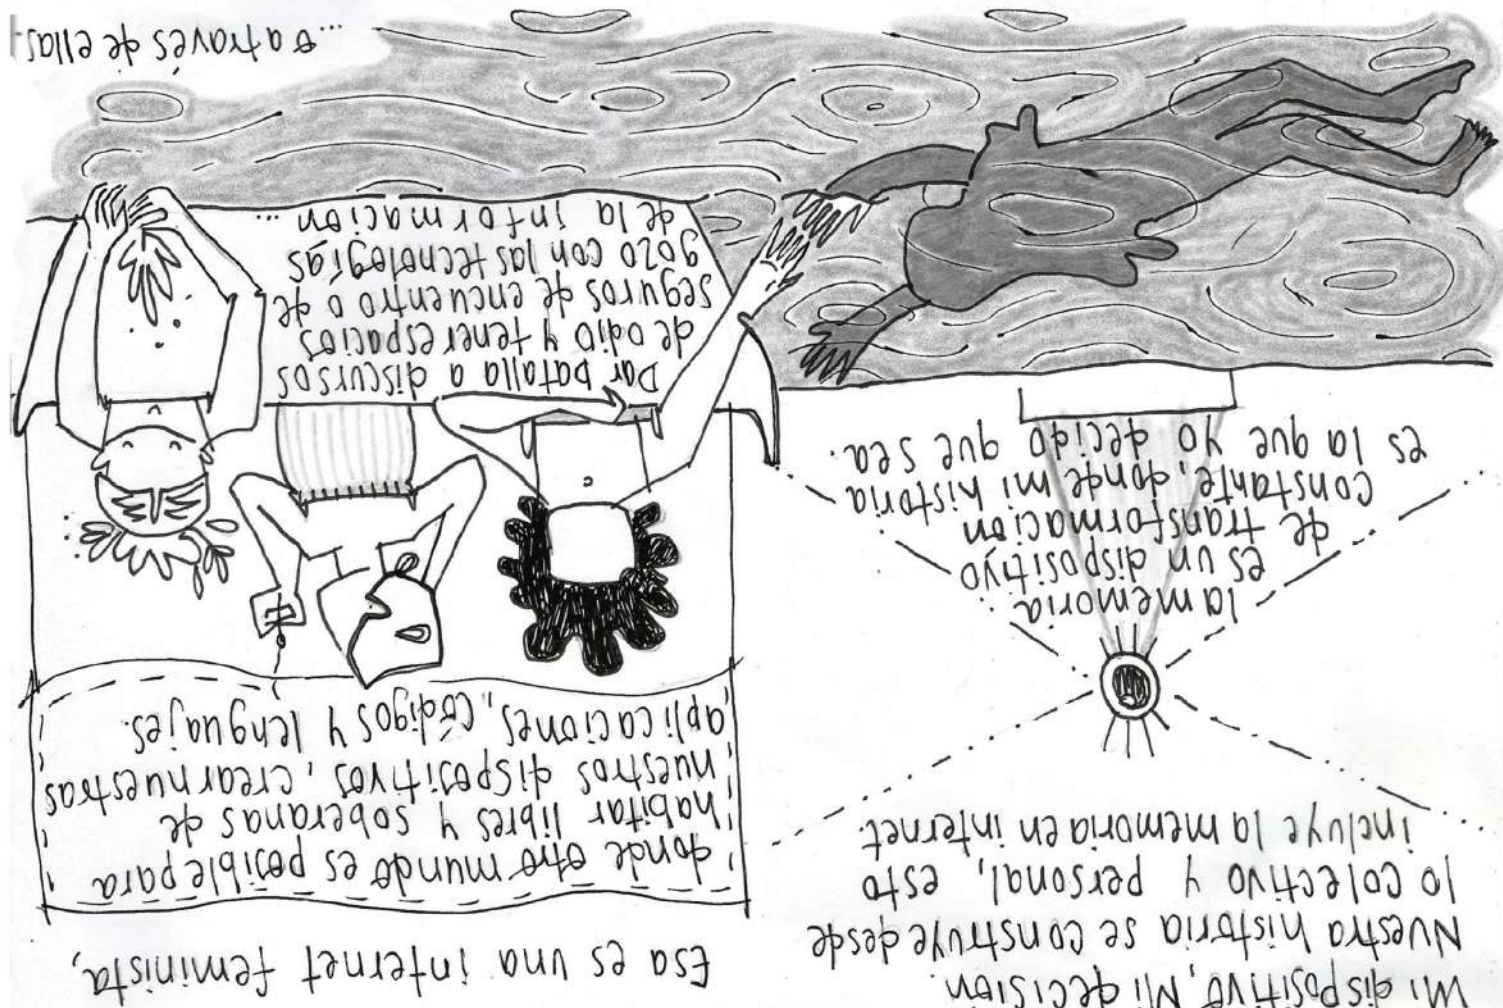 Mi dispositivo, Mi decisión.
Nuestra historia se construye desde
lo colectivo y personal, esto
incluye la memoria en internet.
la memoria
es un dispositivo
de transformación
constante, donde mi historia
es la que yo decido que sea.
Esa es una internet feminista,
donde otro mundo es posible para
habitar libres y soberanas de
nuestros dispositivos, crear nuestras
aplicaciones, códigos y lenguajes.
Dar batalla a discursos
de odio y tener espacios
seguros de encuentro o de
gozo con las tecnologías
de la información ...
... o a través de ellas